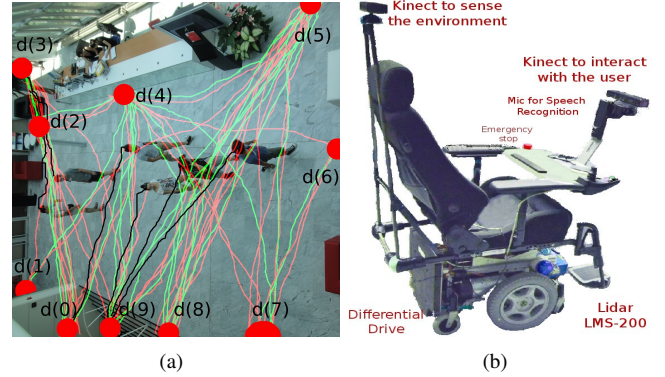 d(3)
d(5)
d(4)
d(2)
d(6)
d(1)
d(0)
d(9)
d(8)
d(7)
(a)
Kinect to sense
the environment
Kinect to interact
with the user
Mic for Speech
Recognition
Emergency
stop
Differential
Drive
Lidar
LMS-200
(b)